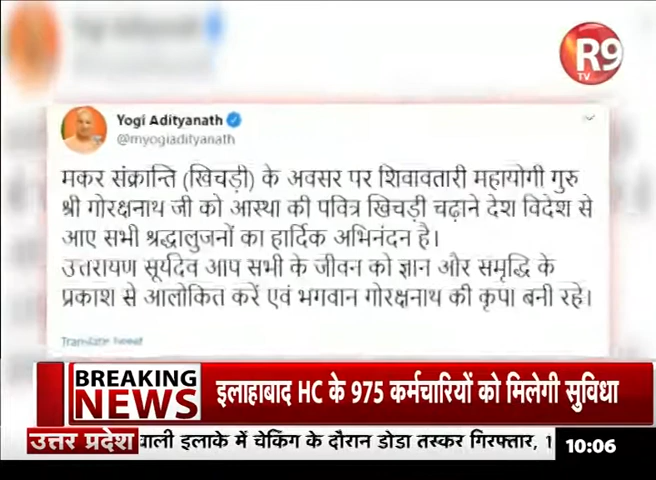 R9
TV
Yogi Adityanath
@myogiadityanath
मकर संक्रान्ति (खिचड़ी) के अवसर पर शिवावतारी महायोगी गुरु
श्री गोरक्षनाथ जी को आस्था की पवित्र खिचड़ी चढ़ाने देश विदेश से
आए सभी श्रद्धालुजनों का हार्दिक अभिनंदन है।
उत्तरायण सूर्यदेव आप सभी के जीवन को ज्ञान और समृद्धि के
प्रकाश से आलोकित करें एवं भगवान गोरक्षनाथ की कृपा बनी रहे।
Translate Tweet
BREAKING
NEWS
इलाहाबाद HC के 975 कर्मचारियों को मिलेगी सुविधा
उत्तर प्रदेश
वाली इलाके में चेकिंग के दौरान डोडा तस्कर गिरफ्तार, 1
10:06